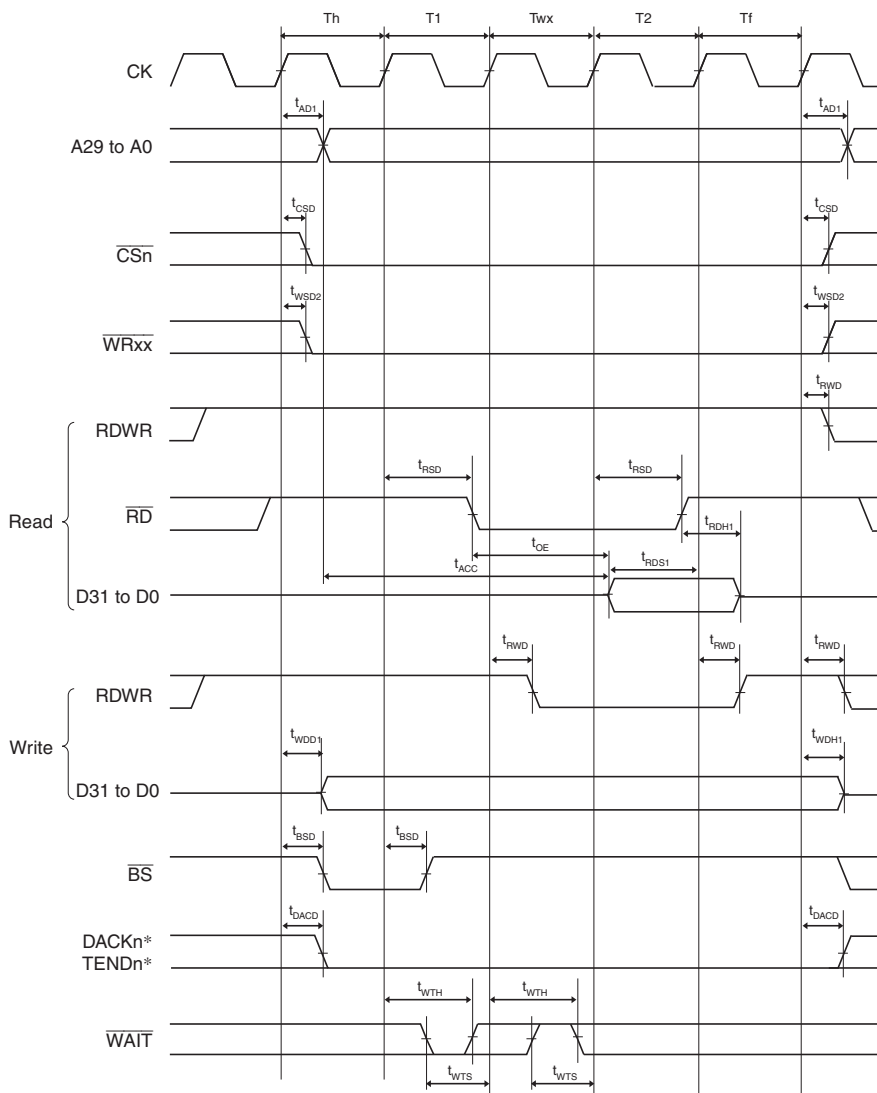 Th T1 Twx T2 Tf
CK
tAD1 tAD1
A29 to A0
tCSD tCSD
CSn
tWSD2 tWSD2
WRxx
tRWD
RDWR
tRSD tRSD
Read
RD
tRDH1
tOE
tACC tRDS1
D31 to D0
tRWD tRWD tRWD
RDWR
Write
tWDD1 tWDH1
D31 to D0
tBSD tBSD
BS
tDACD tDACD
DACKn*
TENDn*
tWTH tWTH
WAIT
tWTS tWTS